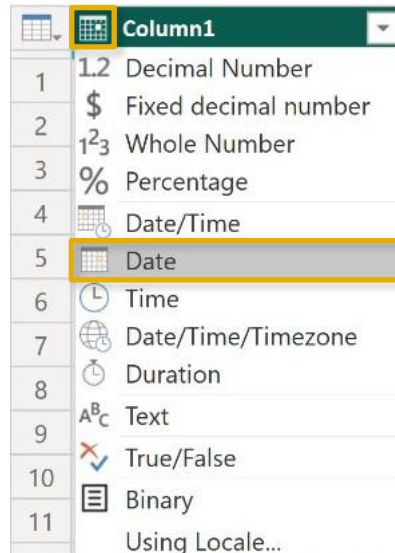 Column1
1.2 Decimal Number
1 $ Fixed decimal number
2 1²3 Whole Number
3 % Percentage
4 Date/Time
5 Date
6 Time
7 Date/Time/Timezone
8 Duration
9 ABC Text
10 True/False
11 Binary
Using Locale...